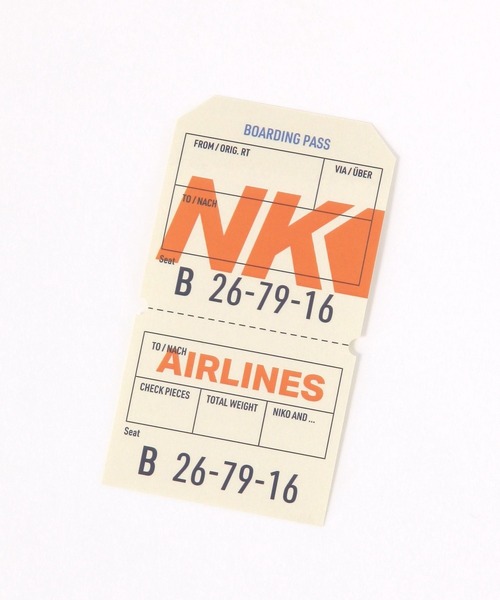 BOARDING PASS
FROM / ORIG. RT
VIA / ÜBER
TO / NACH
NK
Seat
B 26-79-16
TO / NACH
AIRLINES
CHECK PIECES
TOTAL WEIGHT
NIKO AND ...
Seat
B 26-79-16